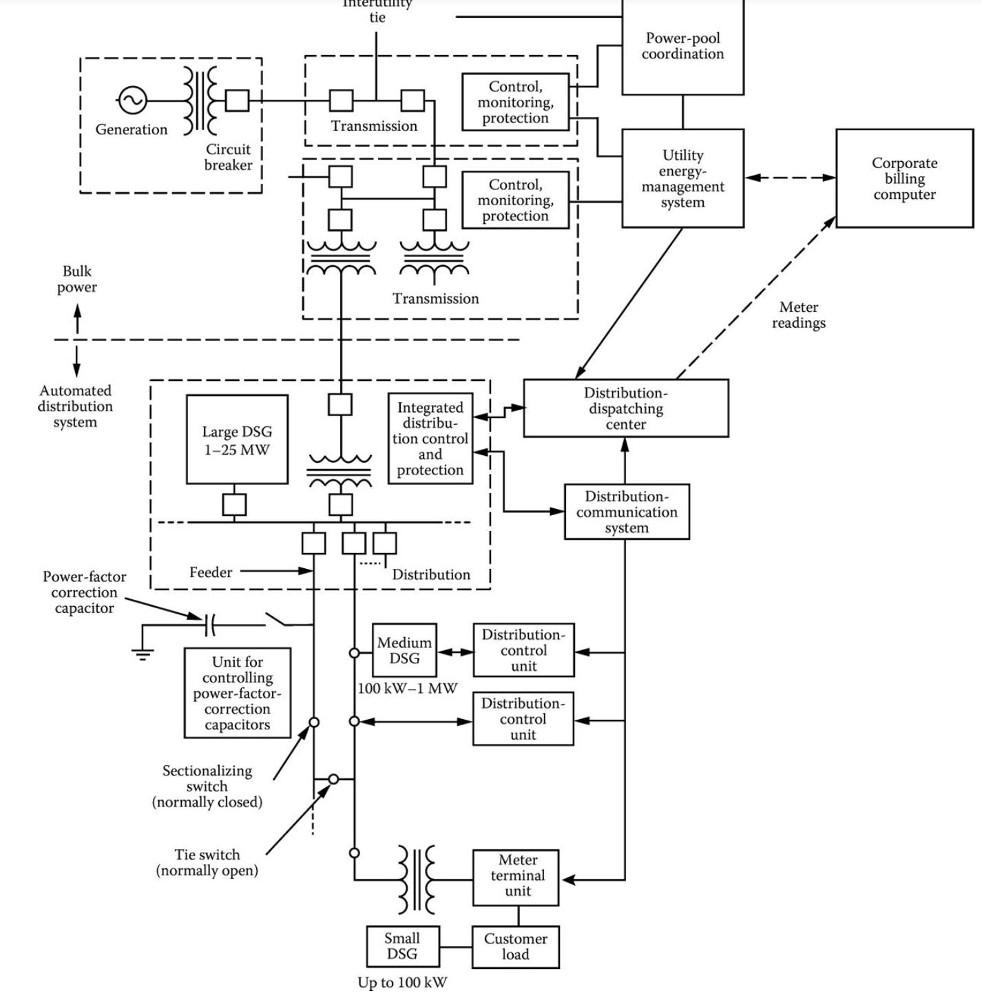 Interutility
tie
Power-pool
coordination
Control,
monitoring,
protection
Generation
Transmission
Circuit
breaker
Utility
energy-
management
system
Corporate
billing
computer
Control,
monitoring,
protection
Transmission
Bulk
power
Meter
readings
Automated
distribution
system
Large DSG
1–25 MW
Integrated
distribu-
tion control
and
protection
Distribution-
dispatching
center
Distribution-
communication
system
Feeder
Distribution
Power-factor
correction
capacitor
Medium
DSG
100 kW–1 MW
Distribution-
control
unit
Unit for
controlling
power-factor-
correction
capacitors
Distribution-
control
unit
Sectionalizing
switch
(normally closed)
Tie switch
(normally open)
Meter
terminal
unit
Small
DSG
Up to 100 kW
Customer
load